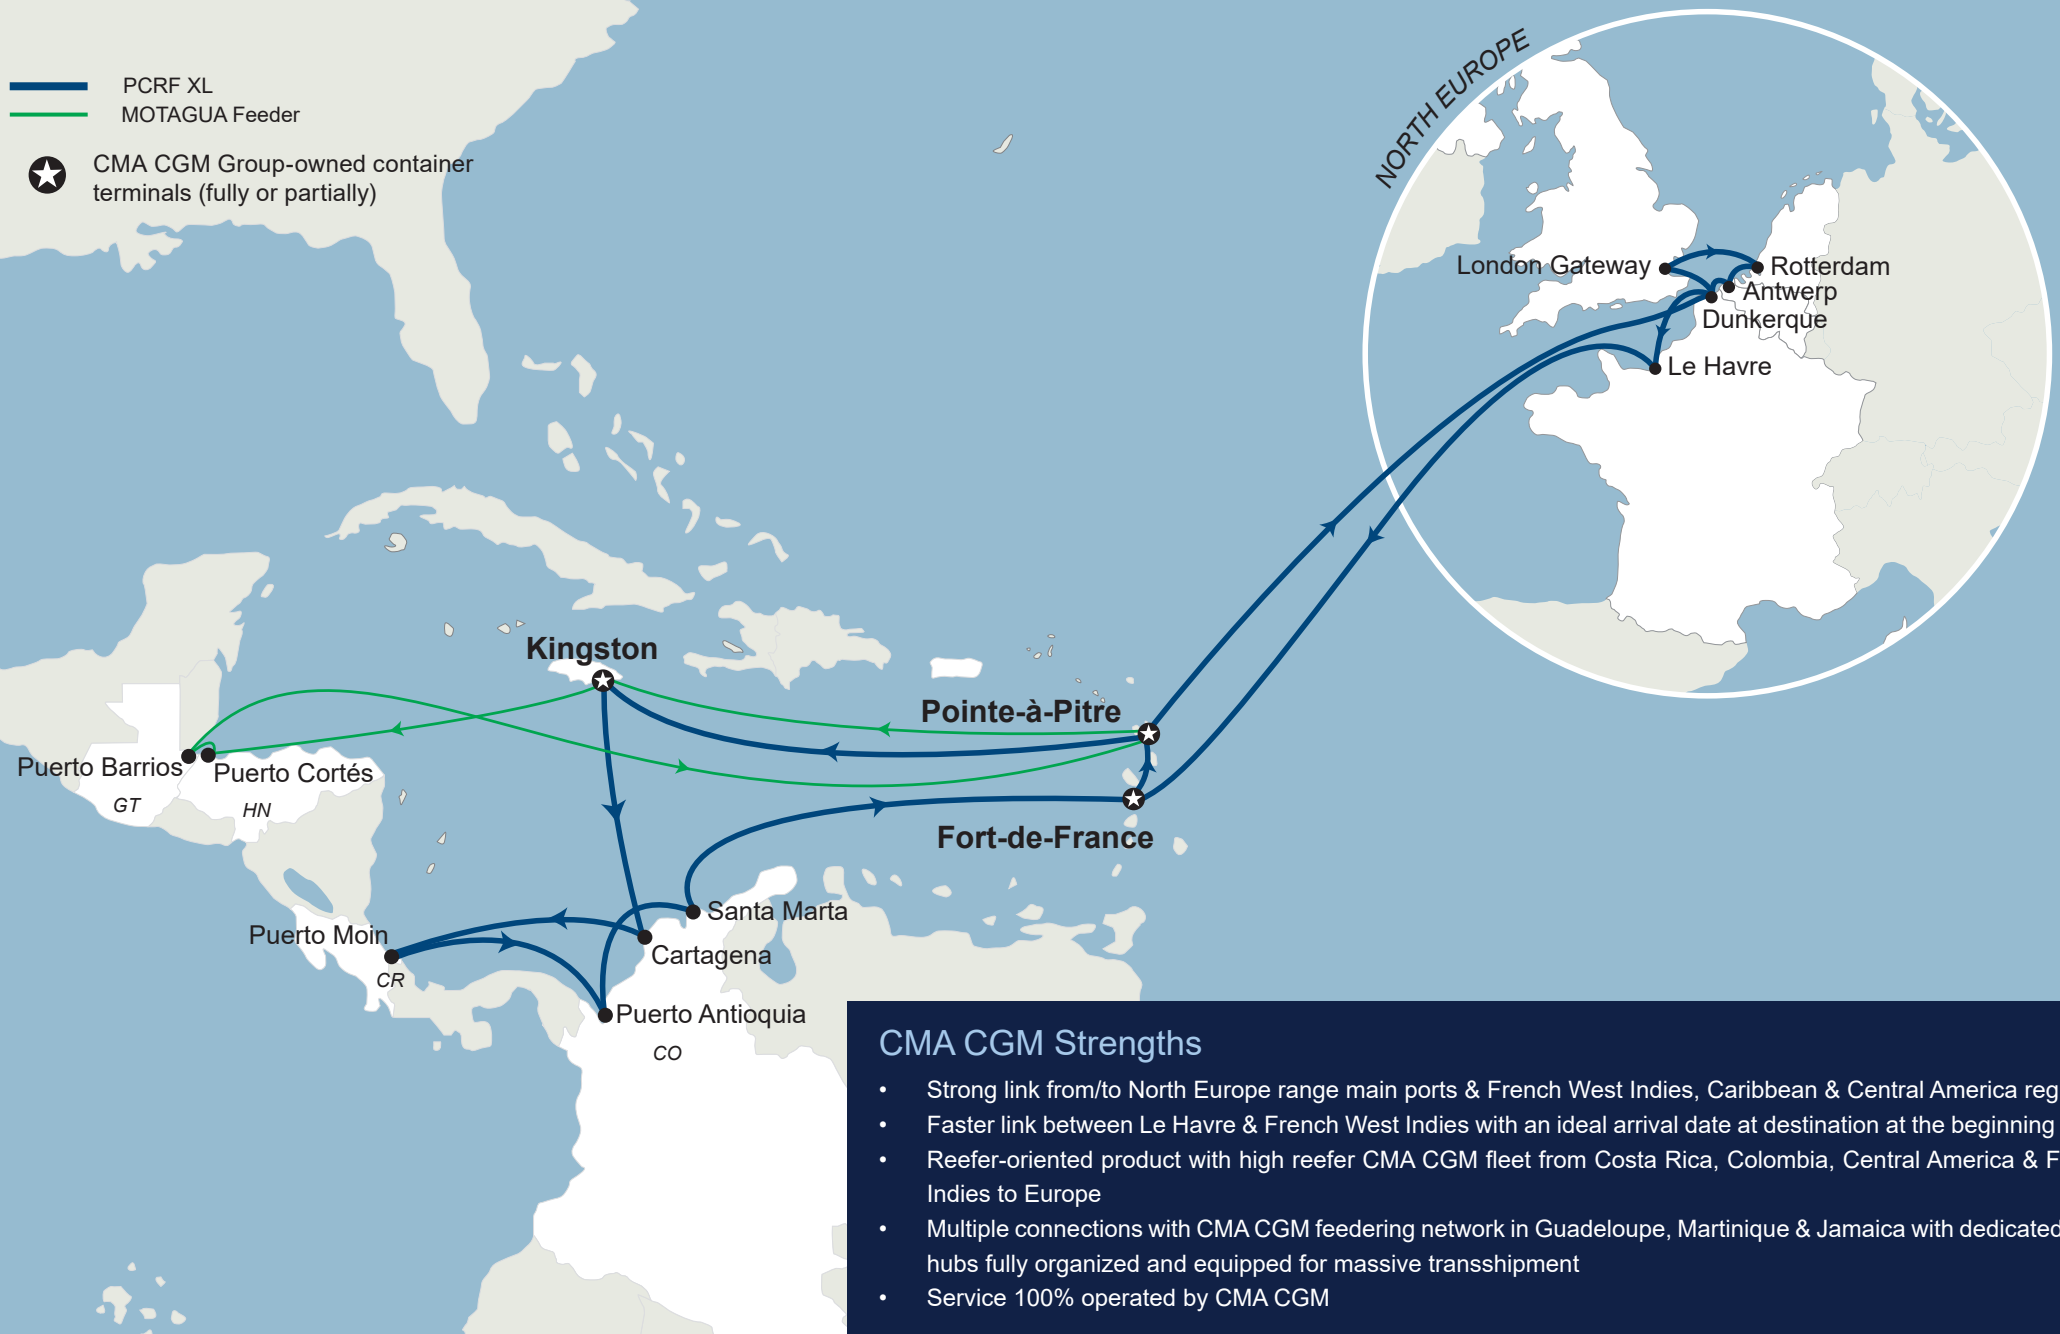 PCRF XL
MOTAGUA Feeder
CMA CGM Group-owned container
terminals (fully or partially)
NORTH EUROPE
London Gateway
Rotterdam
Antwerp
Dunkerque
Le Havre
Kingston
Pointe-à-Pitre
Puerto Barrios
Puerto Cortés
GT
HN
Fort-de-France
Santa Marta
Puerto Moin
Cartagena
CR
Puerto Antioquia
CO
CMA CGM Strengths
• Strong link from/to North Europe range main ports & French West Indies, Caribbean & Central America reg
• Faster link between Le Havre & French West Indies with an ideal arrival date at destination at the beginning
• Reefer-oriented product with high reefer CMA CGM fleet from Costa Rica, Colombia, Central America & F
Indies to Europe
• Multiple connections with CMA CGM feedering network in Guadeloupe, Martinique & Jamaica with dedicated
hubs fully organized and equipped for massive transshipment
• Service 100% operated by CMA CGM